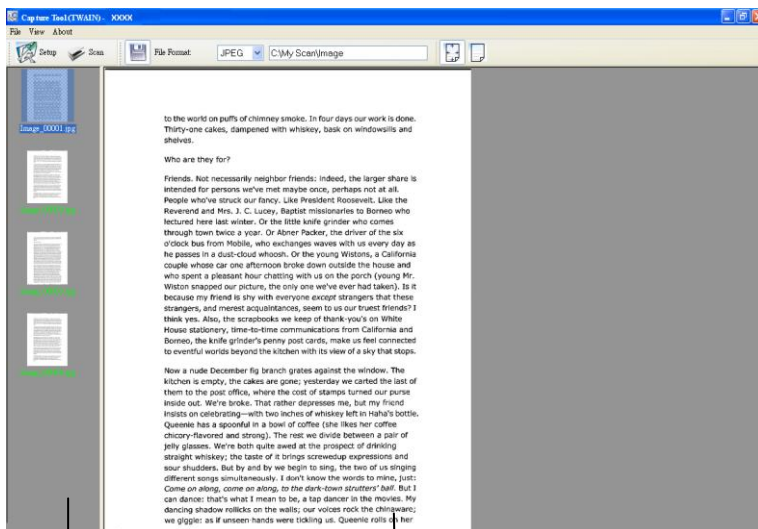 Capture Tool(TWAIN) - XXXX
File View About
Setup Scan File Format: JPEG C:\My Scan\Image
Image_00001.jpg
to the world on puffs of chimney smoke. In four days our work is done.
Thirty-one cakes, dampened with whiskey, bask on windowsills and
shelves.
Who are they for?
Friends. Not necessarily neighbor friends: indeed, the larger share is
intended for persons we've met maybe once, perhaps not at all.
People who've struck our fancy. Like President Roosevelt. Like the
Reverend and Mrs. J. C. Lucey, Baptist missionaries to Borneo who
lectured here last winter. Or the little knife grinder who comes
through town twice a year. Or Abner Packer, the driver of the six
o'clock bus from Mobile, who exchanges waves with us every day as
he passes in a dust-cloud whoosh. Or the young Wistons, a California
couple whose car one afternoon broke down outside the house and
who spent a pleasant hour chatting with us on the porch (young Mr.
Wiston snapped our picture, the only one we've ever had taken). Is it
because my friend is shy with everyone except strangers that these
strangers, and merest acquaintances, seem to us our truest friends? I
think yes. Also, the scrapbooks we keep of thank-you's on White
House stationery, time-to-time communications from California and
Borneo, the knife grinder's penny post cards, make us feel connected
to eventful worlds beyond the kitchen with its view of a sky that stops.
Now a nude December fig branch grates against the window. The
kitchen is empty, the cakes are gone; yesterday we carted the last of
them to the post office, where the cost of stamps turned our purse
inside out. We're broke. That rather depresses me, but my friend
insists on celebrating—with two inches of whiskey left in Haha's bottle.
Queenie has a spoonful in a bowl of coffee (she likes her coffee
chicory-flavored and strong). The rest we divide between a pair of
jelly glasses. We're both quite awed at the prospect of drinking
straight whiskey; the taste of it brings screwedup expressions and
sour shudders. But by and by we begin to sing, the two of us singing
different songs simultaneously. I don't know the words to mine, just:
Come on along, come on along, to the dark-town strutters' ball. But I
can dance: that's what I mean to be, a tap dancer in the movies. My
dancing shadow rollicks on the walls; our voices rock the chinaware;
we giggle: as if unseen hands were tickling us. Queenie rolls on her